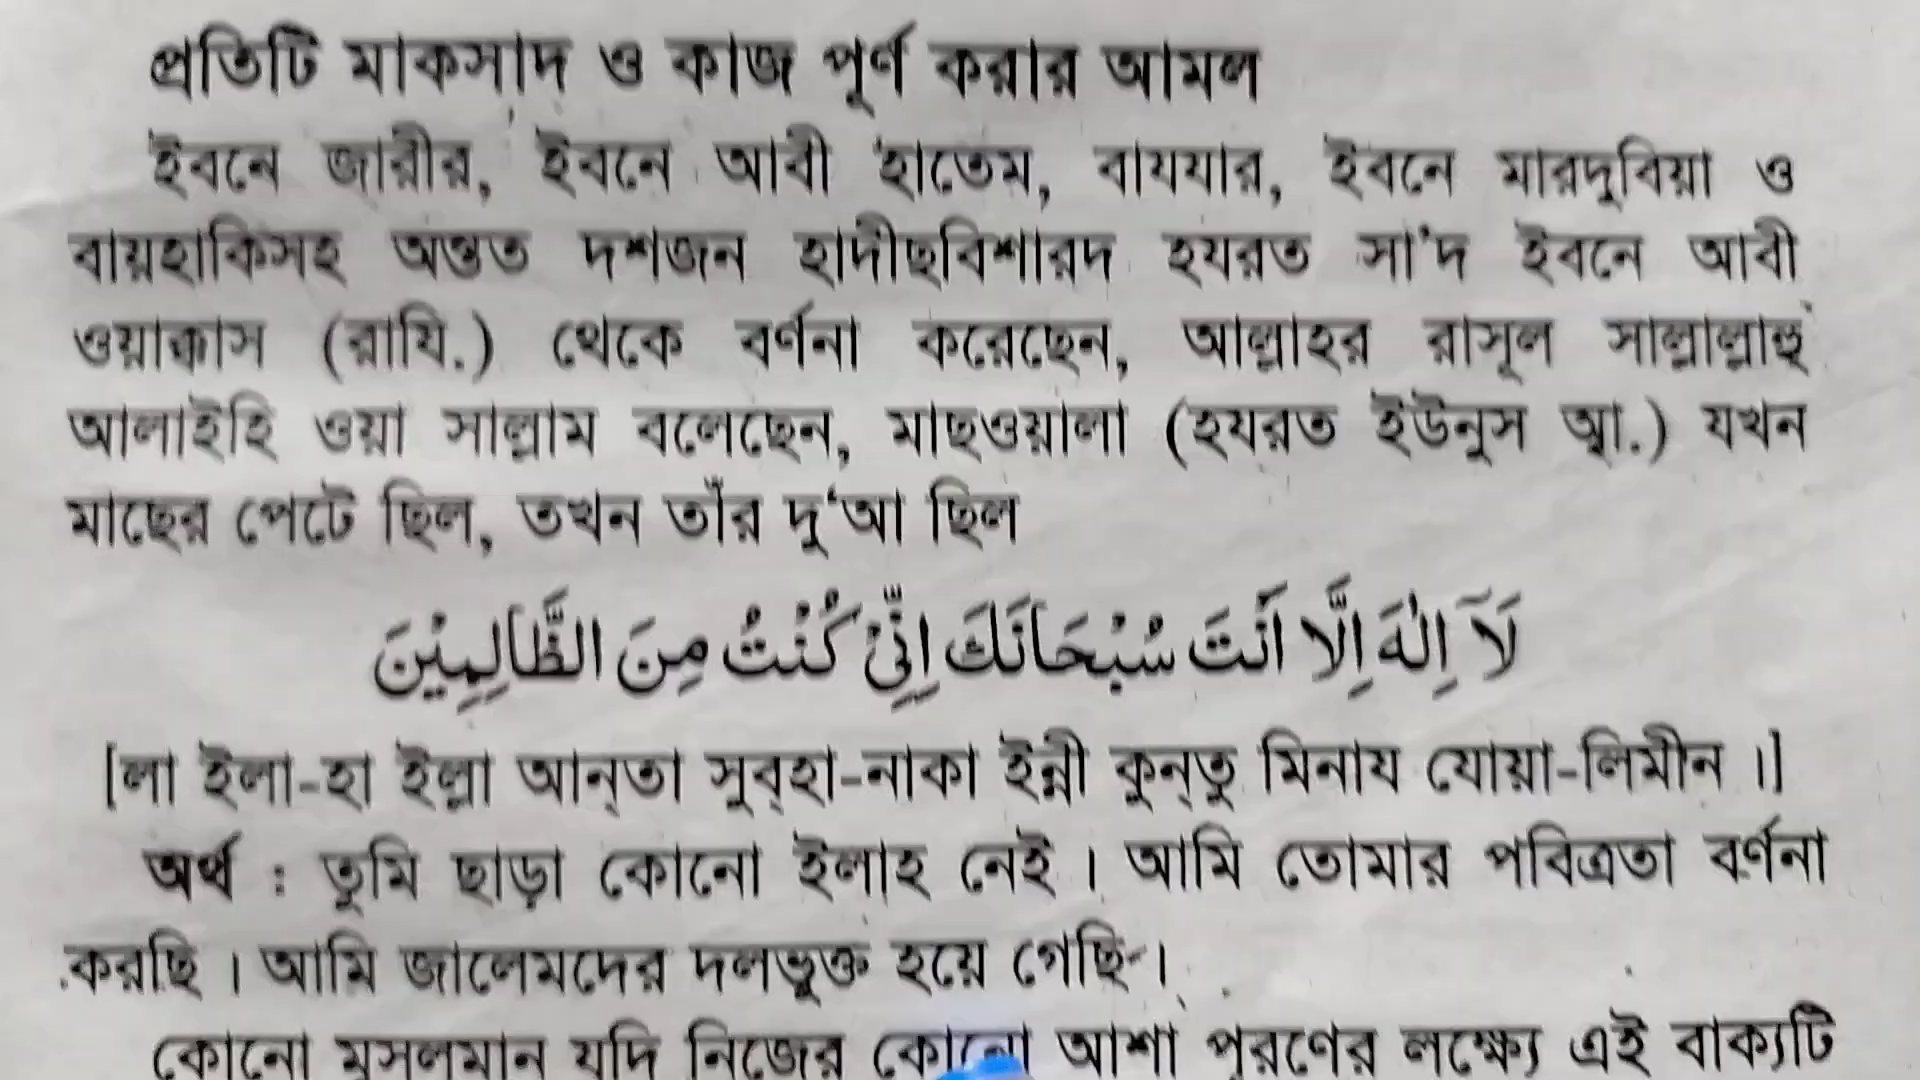 প্রতিটি মাকসাদ ও কাজ পূর্ণ করার আমল
ইবনে জারীর, ইবনে আবী হাতেম, বাযযার, ইবনে মারদুবিয়া ও
বায়হাকিসহ অন্তত দশজন হাদীছবিশারদ হযরত সা'দ ইবনে আবী
ওয়াক্কাস (রাযি.) থেকে বর্ণনা করেছেন, আল্লাহর রাসূল সাল্লাল্লাহু
আলাইহি ওয়া সাল্লাম বলেছেন, মাছওয়ালা (হযরত ইউনুস আ.) যখন
মাছের পেটে ছিল, তখন তাঁর দু‘আ ছিল
لَآ اِلٰهَ اِلَّا اَنْتَ سُبْحَانَكَ اِنِّىْ كُنْتُ مِنَ الظَّالِمِيْنَ
[লা ইলা-হা ইল্লা আন্‌তা সুব্‌হা-নাকা ইন্নী কুন্‌তু মিনায যোয়া-লিমীন।]
অর্থ : তুমি ছাড়া কোনো ইলাহ নেই। আমি তোমার পবিত্রতা বর্ণনা
করছি। আমি জালেমদের দলভুক্ত হয়ে গেছি।
কোনো মুসলমান যদি নিজের কোনো আশা পূরণের লক্ষ্যে এই বাক্যটি